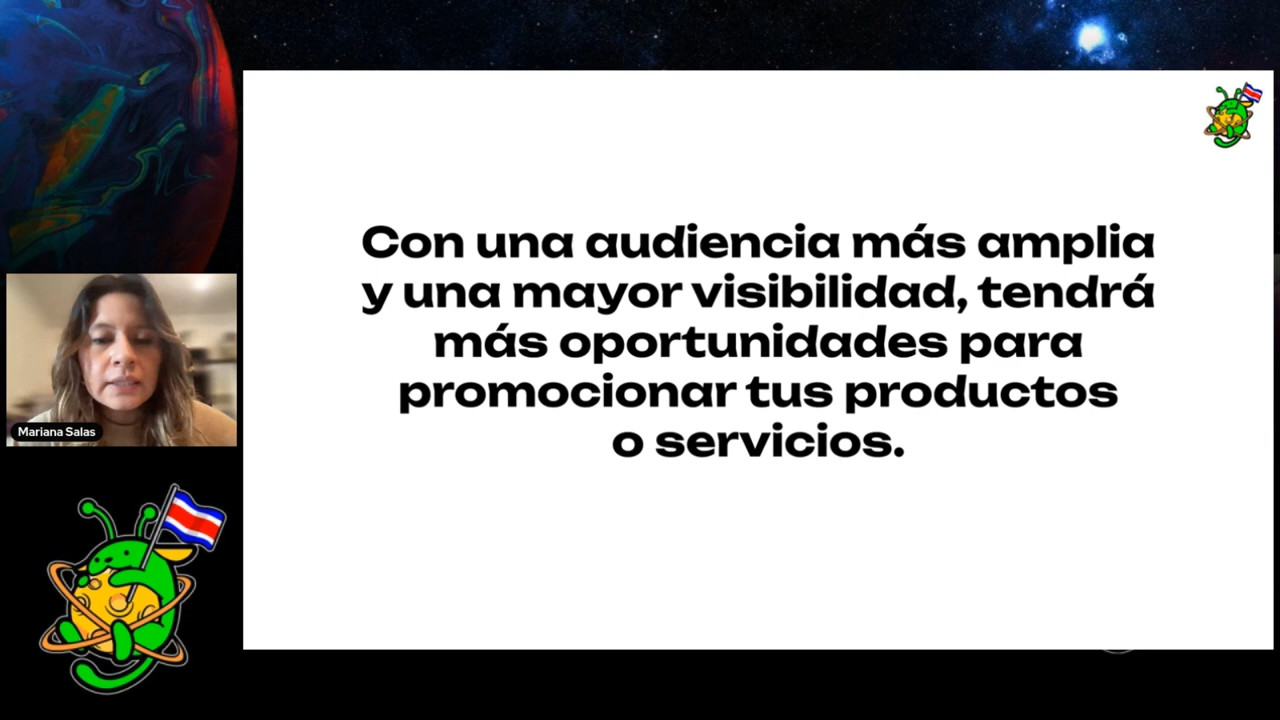 Con una audiencia más amplia
y una mayor visibilidad, tendrá
más oportunidades para
promocionar tus productos
o servicios.
Mariana Salas